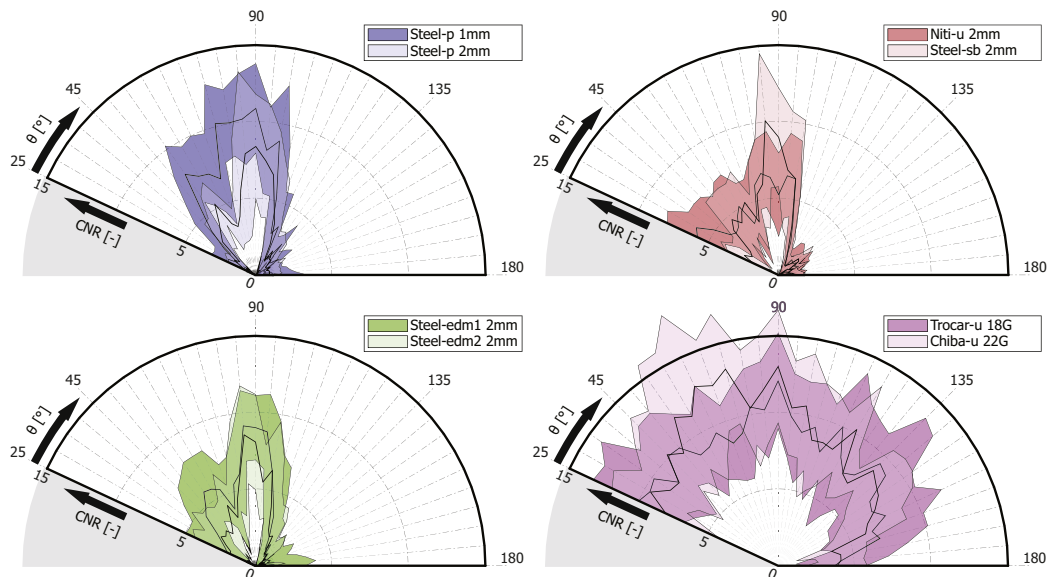 90
Steel-p 1mm
Steel-p 2mm
45
135
θ [°]
25
15
CNR [-]
5
0
180
90
Niti-u 2mm
Steel-sb 2mm
45
135
θ [°]
25
15
CNR [-]
5
0
180
90
Steel-edm1 2mm
Steel-edm2 2mm
45
135
θ [°]
25
15
CNR [-]
5
0
180
90
Trocar-u 18G
Chiba-u 22G
45
135
θ [°]
25
15
CNR [-]
5
0
180